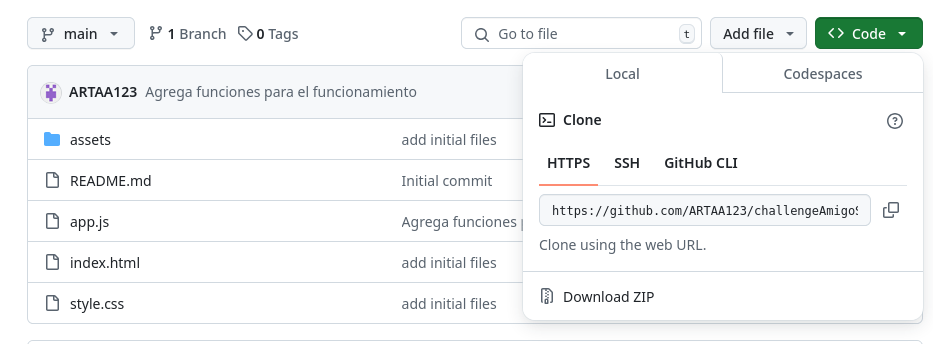 main 1 Branch 0 Tags Go to file t Add file Code
Local Codespaces
ARTAA123 Agrega funciones para el funcionamiento
Clone
assets add initial files
HTTPS SSH GitHub CLI
README.md Initial commit
https://github.com/ARTAA123/challengeAmigoS
app.js Agrega funciones
Clone using the web URL.
index.html add initial files
Download ZIP
style.css add initial files